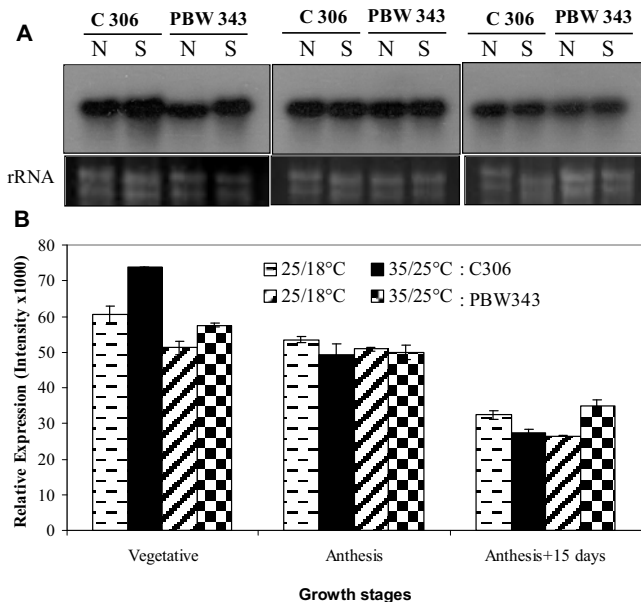 A
C 306 PBW 343 C 306 PBW 343 C 306 PBW 343
N S N S N S N S N S N S
rRNA
B
Relative Expression (Intensity x1000)
80
70
60
50
40
30
20
10
0
25/18°C 35/25°C : C306
25/18°C 35/25°C : PBW343
Vegetative Anthesis Anthesis+15 days
Growth stages